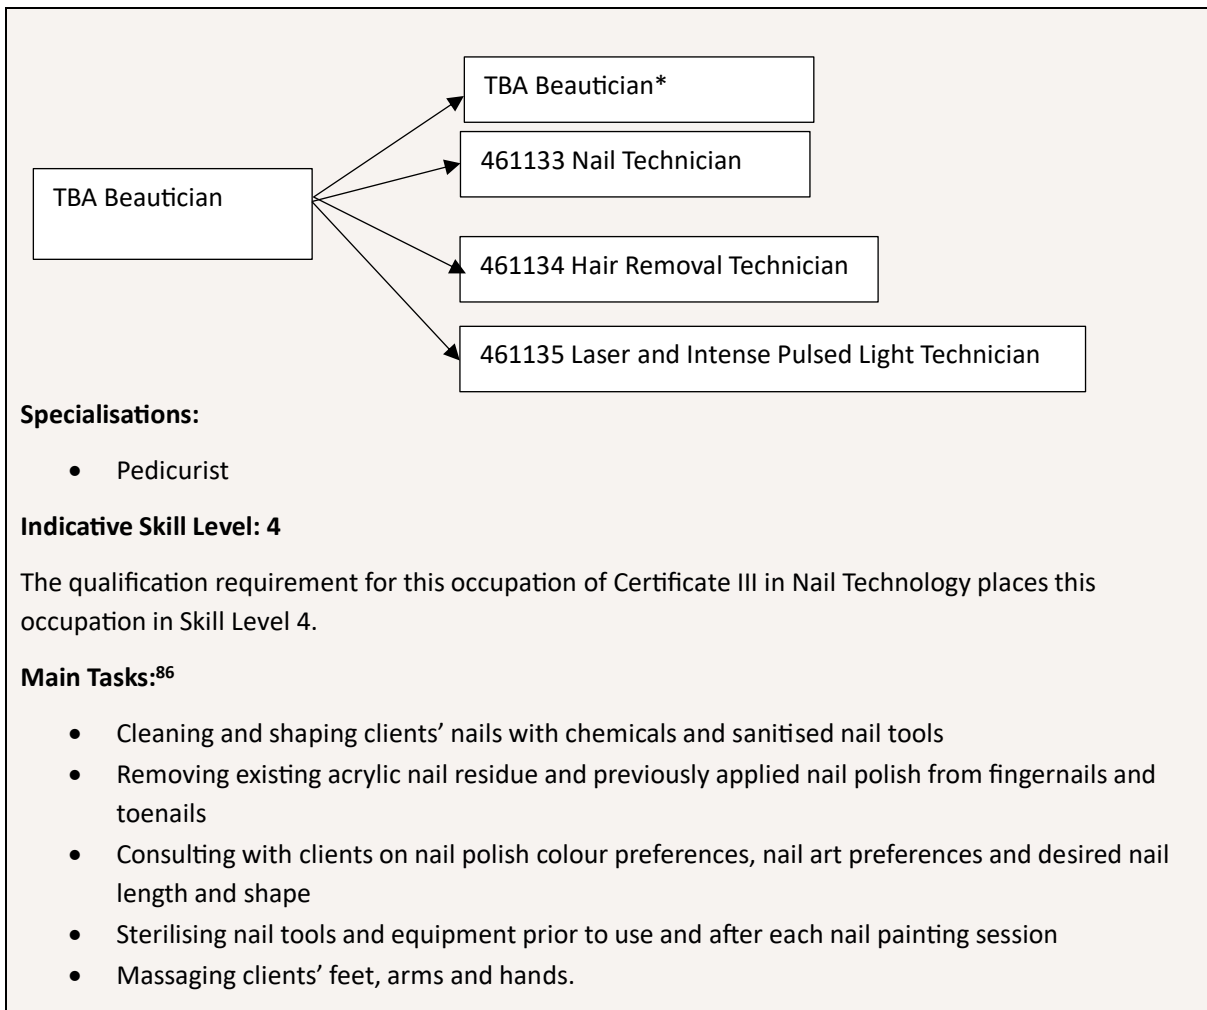 TBA Beautician*
461133 Nail Technician
TBA Beautician
461134 Hair Removal Technician
461135 Laser and Intense Pulsed Light Technician
Specialisations:
• Pedicurist
Indicative Skill Level: 4
The qualification requirement for this occupation of Certificate III in Nail Technology places this
occupation in Skill Level 4.
Main Tasks:86
• Cleaning and shaping clients’ nails with chemicals and sanitised nail tools
• Removing existing acrylic nail residue and previously applied nail polish from fingernails and
toenails
• Consulting with clients on nail polish colour preferences, nail art preferences and desired nail
length and shape
• Sterilising nail tools and equipment prior to use and after each nail painting session
• Massaging clients’ feet, arms and hands.